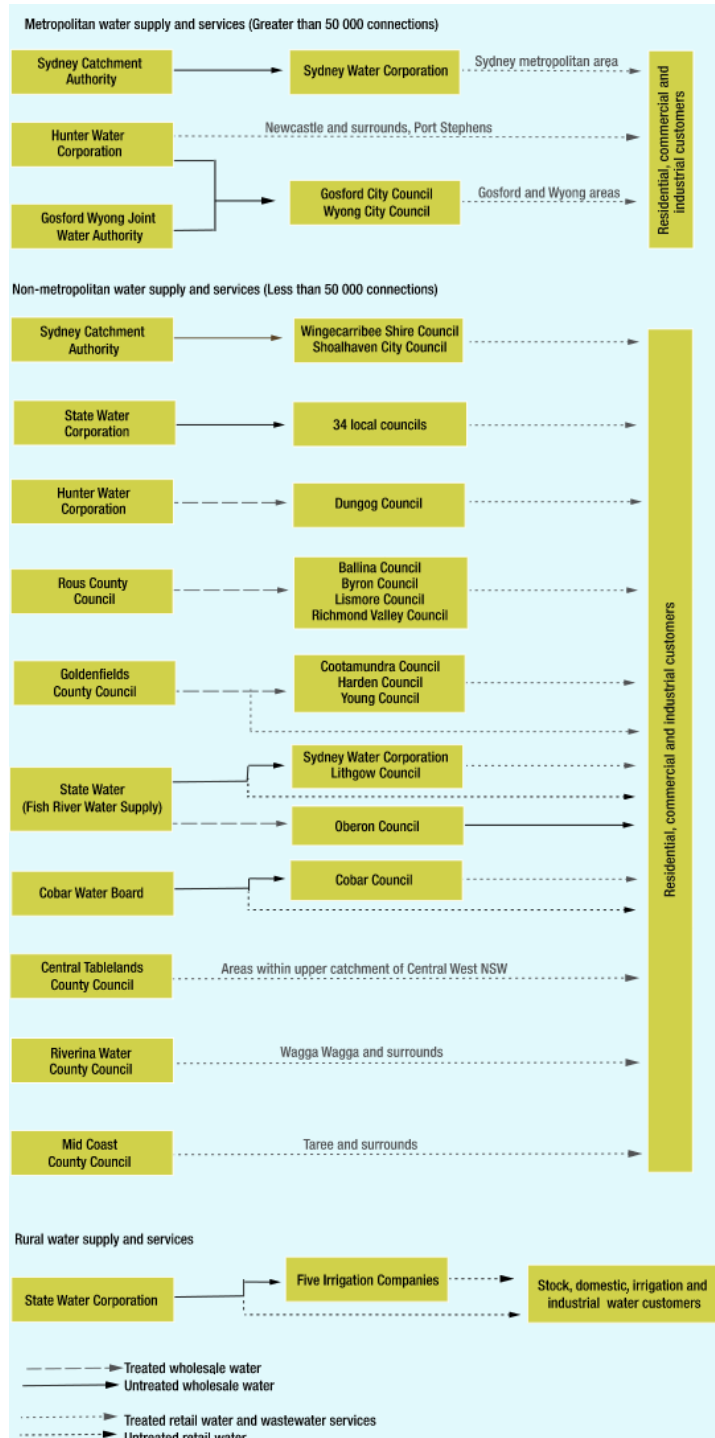 Metropolitan water supply and services (Greater than 50 000 connections)
Sydney Catchment
Authority
Sydney Water Corporation
Sydney metropolitan area
Hunter Water
Corporation
Newcastle and surrounds, Port Stephens
Gosford Wyong Joint
Water Authority
Gosford City Council
Wyong City Council
Gosford and Wyong areas
Residential, commercial and
industrial customers
Non-metropolitan water supply and services (Less than 50 000 connections)
Sydney Catchment
Authority
Wingecarribee Shire Council
Shoalhaven City Council
State Water
Corporation
34 local councils
Hunter Water
Corporation
Dungog Council
Rous County
Council
Ballina Council
Byron Council
Lismore Council
Richmond Valley Council
Goldenfields
County Council
Cootamundra Council
Harden Council
Young Council
State Water
(Fish River Water Supply)
Sydney Water Corporation
Lithgow Council
Oberon Council
Cobar Water Board
Cobar Council
Central Tablelands
County Council
Areas within upper catchment of Central West NSW
Riverina Water
County Council
Wagga Wagga and surrounds
Mid Coast
County Council
Taree and surrounds
Residential, commercial and industrial customers
Rural water supply and services
State Water Corporation
Five Irrigation Companies
Stock, domestic, irrigation and
industrial water customers
Treated wholesale water
Untreated wholesale water
Treated retail water and wastewater services
Untreated retail water